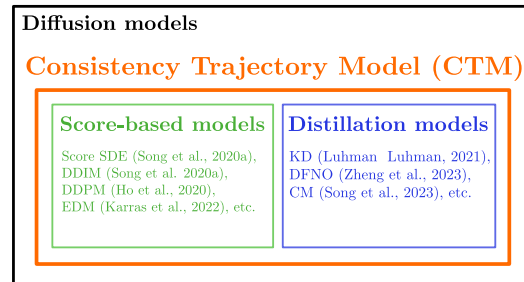 Diffusion models
Consistency Trajectory Model (CTM)
Score-based models
Score SDE (Song et al., 2020a),
DDIM (Song et al. 2020a),
DDPM (Ho et al., 2020),
EDM (Karras et al., 2022), etc.
Distillation models
KD (Luhman Luhman, 2021),
DFNO (Zheng et al., 2023),
CM (Song et al., 2023), etc.